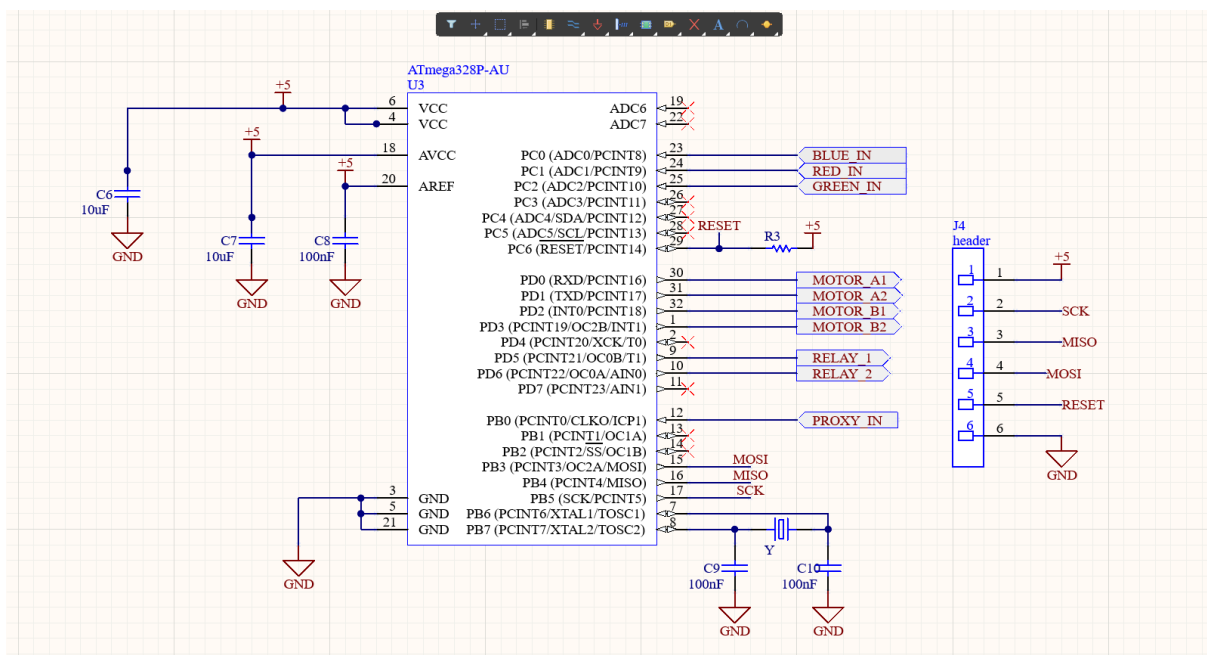 ATmega328P-AU
U3
+5
6 VCC
4 VCC
+5
18 AVCC
+5
20 AREF
C6
10uF
GND
C7
10uF
GND
C8
100nF
GND
3 GND
5 GND
21 GND
GND
ADC6 19
ADC7 22
PC0 (ADC0/PCINT8) 23 BLUE_IN
PC1 (ADC1/PCINT9) 24 RED_IN
PC2 (ADC2/PCINT10) 25 GREEN_IN
PC3 (ADC3/PCINT11) 26
PC4 (ADC4/SDA/PCINT12) 27
PC5 (ADC5/SCL/PCINT13) 28
PC6 (RESET/PCINT14) 29
RESET
R3
+5
PD0 (RXD/PCINT16) 30 MOTOR_A1
PD1 (TXD/PCINT17) 31 MOTOR_A2
PD2 (INT0/PCINT18) 32 MOTOR_B1
PD3 (PCINT19/OC2B/INT1) 1 MOTOR_B2
PD4 (PCINT20/XCK/T0) 2
PD5 (PCINT21/OC0B/T1) 9 RELAY_1
PD6 (PCINT22/OC0A/AIN0) 10 RELAY_2
PD7 (PCINT23/AIN1) 11
PB0 (PCINT0/CLKO/ICP1) 12 PROXY_IN
PB1 (PCINT1/OC1A) 13
PB2 (PCINT2/SS/OC1B) 14
PB3 (PCINT3/OC2A/MOSI) 15 MOSI
PB4 (PCINT4/MISO) 16 MISO
PB5 (SCK/PCINT5) 17 SCK
PB6 (PCINT6/XTAL1/TOSC1) 7
PB7 (PCINT7/XTAL2/TOSC2) 8
Y
C9
100nF
GND
C10
100nF
GND
J4
header
1 1 +5
2 2 SCK
3 3 MISO
4 4 MOSI
5 5 RESET
6 6
GND